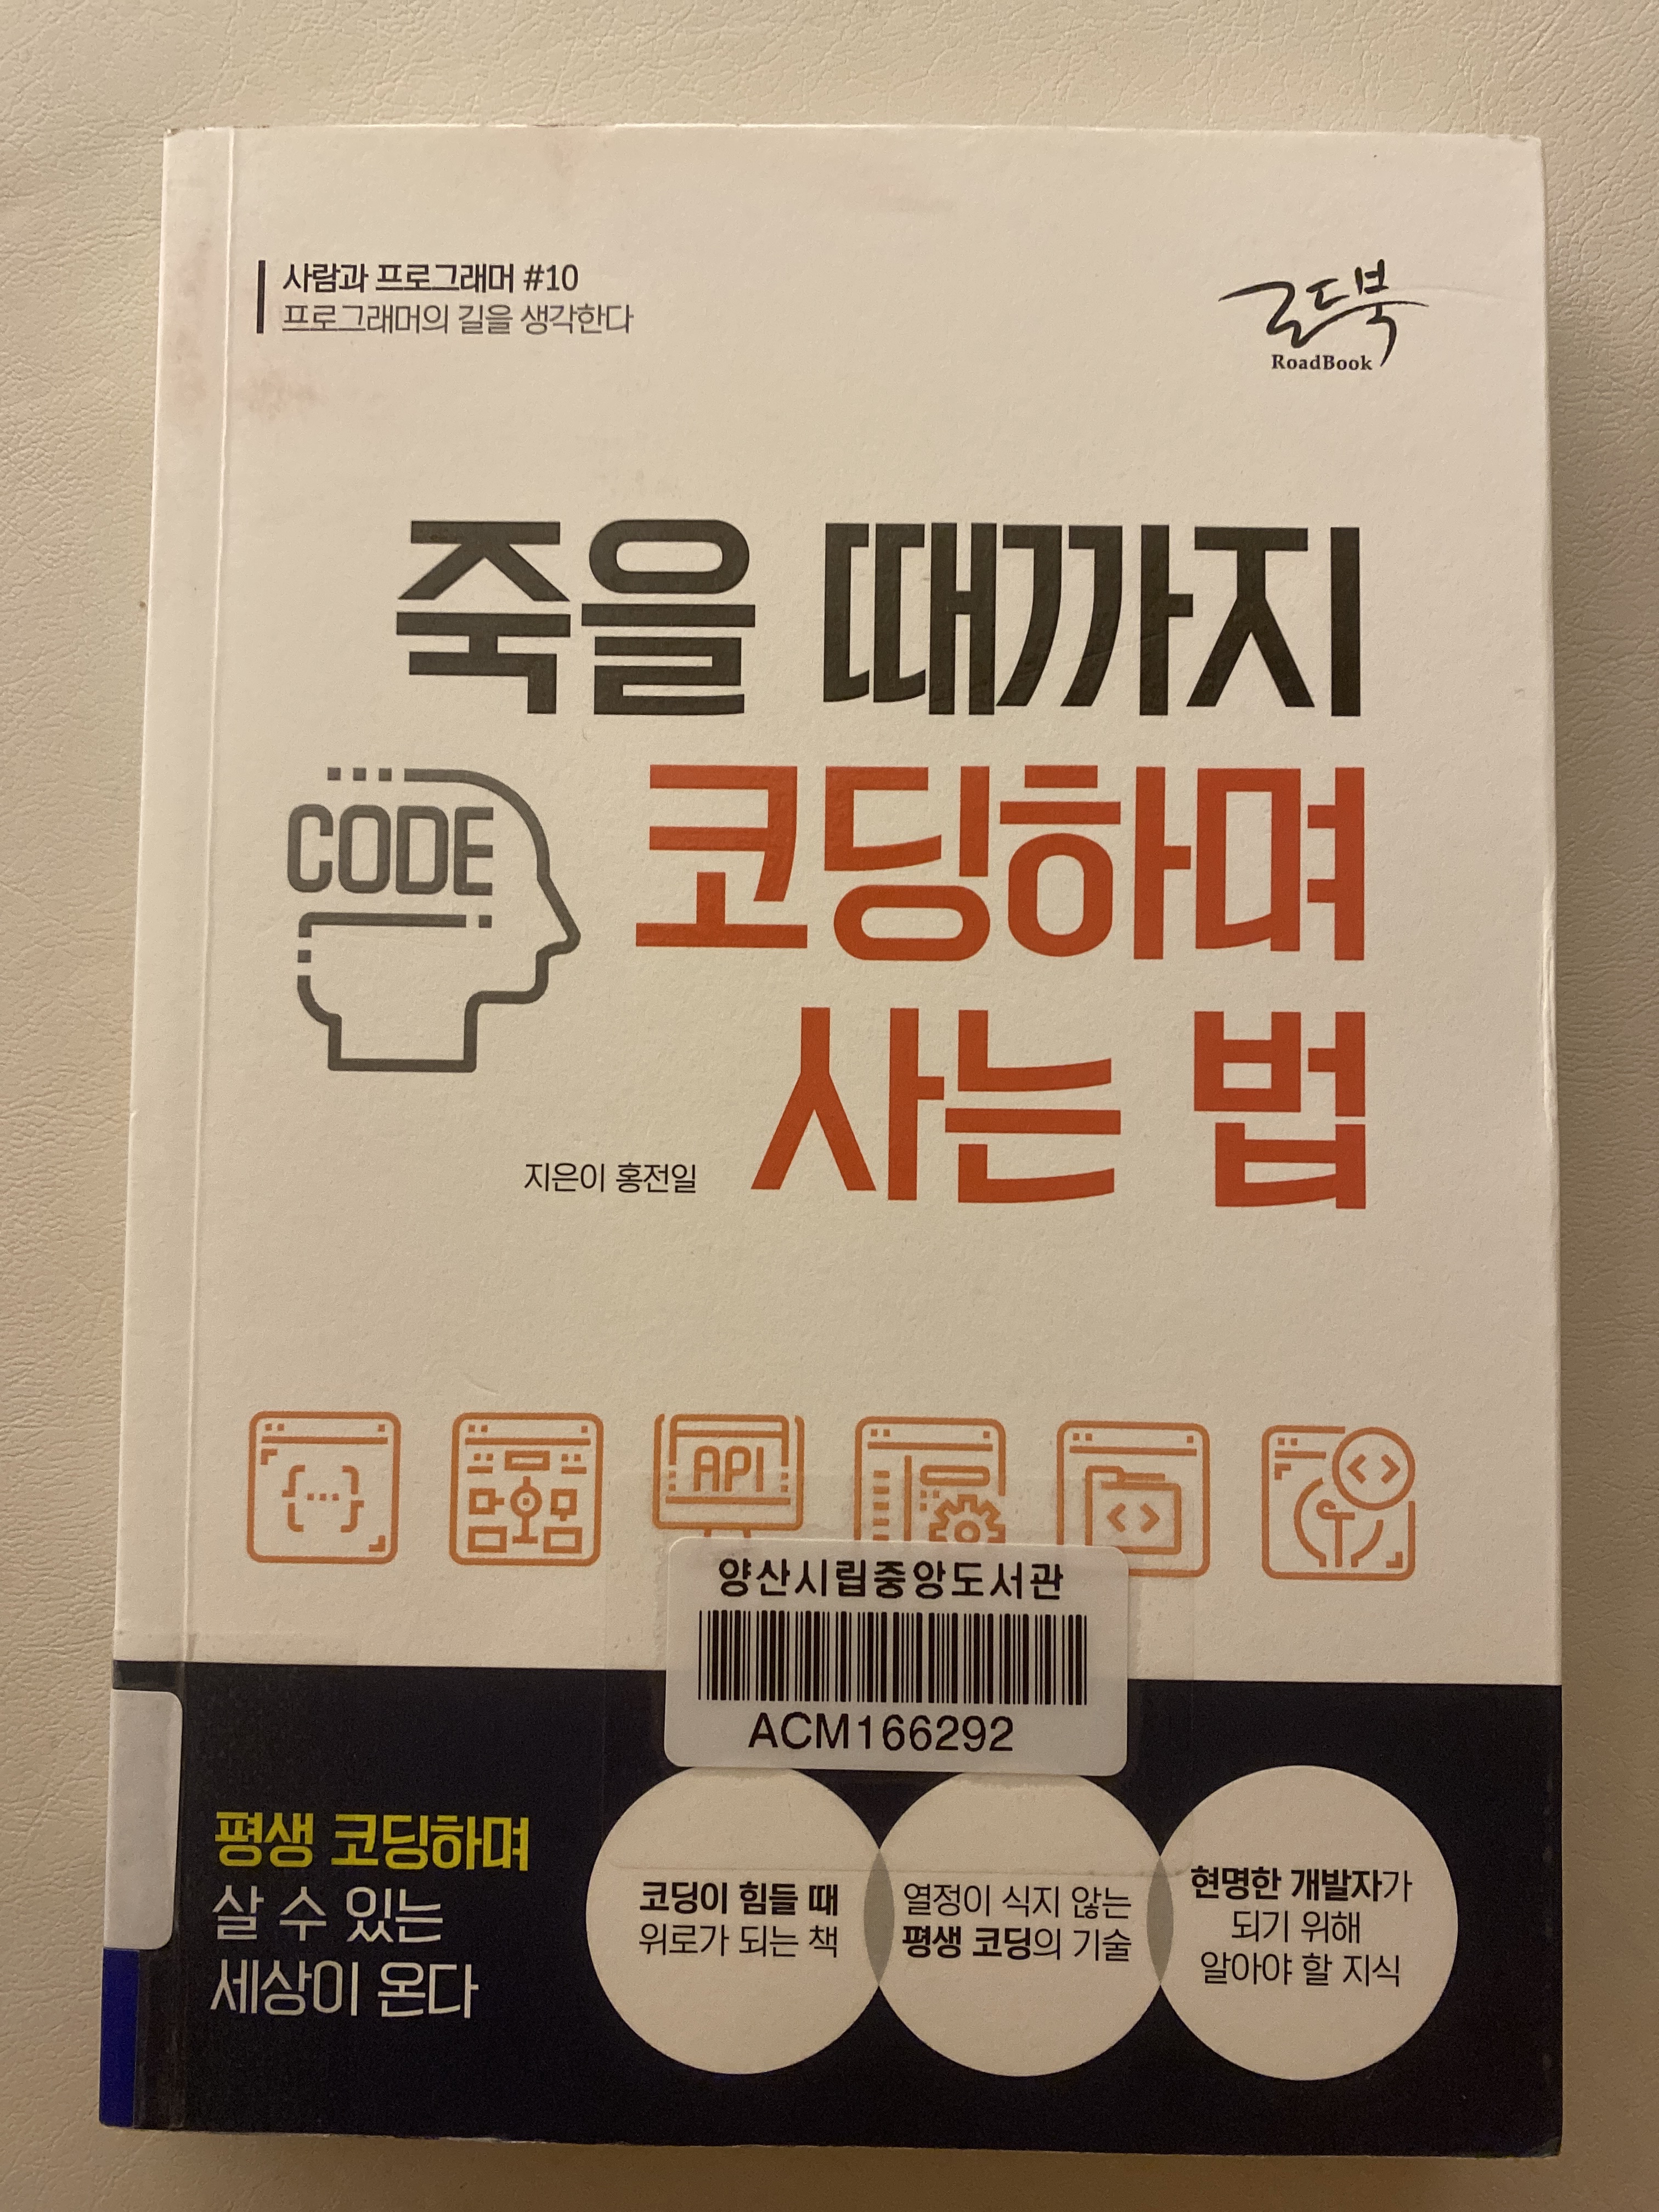 사람과 프로그래머 #10
프로그래머의 길을 생각한다
로드북
RoadBook
죽을 때까지
CODE
코딩하며
사는 법
지은이 홍전일
{...}
API
< >
< >
양산시립중앙도서관
ACM166292
평생 코딩하며
살 수 있는
세상이 온다
코딩이 힘들 때
위로가 되는 책
열정이 식지 않는
평생 코딩의 기술
현명한 개발자가
되기 위해
알아야 할 지식